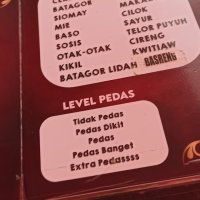 BATAGOR
SIOMAY
MIE
BASO
SOSIS
OTAK-OTAK
KIKIL
BATAGOR LIDAH
CILOK
SAYUR
TELOR PUYUH
CIRENG
KWITIAW
BASRENG
LEVEL PEDAS
Tidak Pedas
Pedas Dikit
Pedas
Pedas Banget
Extra Pedassss